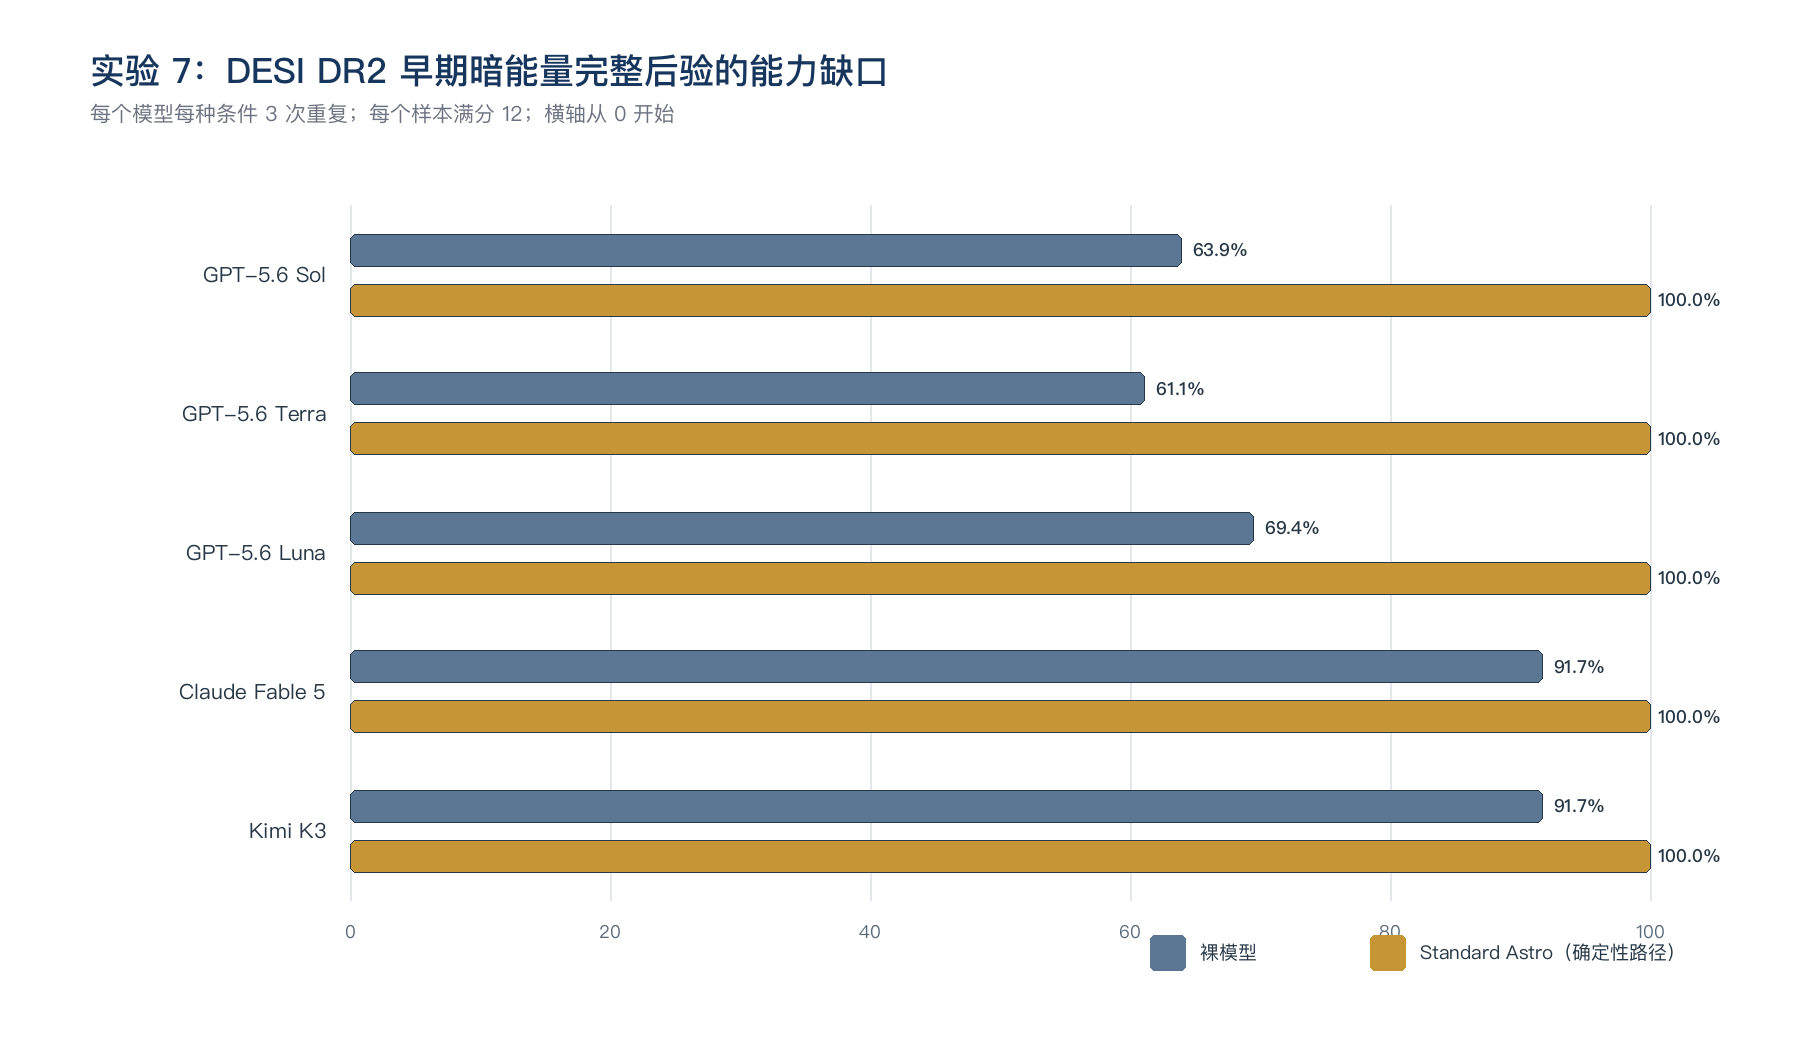 实验 7：DESI DR2 早期暗能量完整后验的能力缺口
每个模型每种条件 3 次重复；每个样本满分 12；横轴从 0 开始
63.9%
GPT-5.6 Sol
100.0%
61.1%
GPT-5.6 Terra
100.0%
69.4%
GPT-5.6 Luna
100.0%
91.7%
Claude Fable 5
100.0%
91.7%
Kimi K3
100.0%
0 20 40 60 80 100
裸模型 Standard Astro（确定性路径）